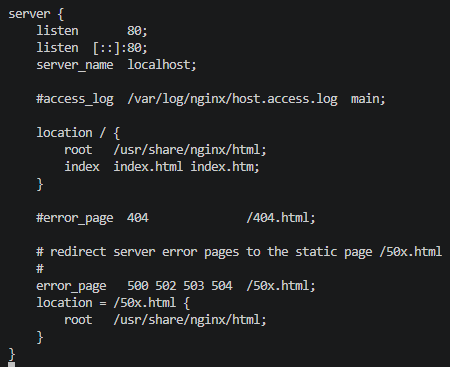 server {
    listen       80;
    listen  [::]:80;
    server_name  localhost;

    #access_log  /var/log/nginx/host.access.log  main;

    location / {
        root   /usr/share/nginx/html;
        index  index.html index.htm;
    }

    #error_page  404              /404.html;

    # redirect server error pages to the static page /50x.html
    #
    error_page   500 502 503 504  /50x.html;
    location = /50x.html {
        root   /usr/share/nginx/html;
    }
}